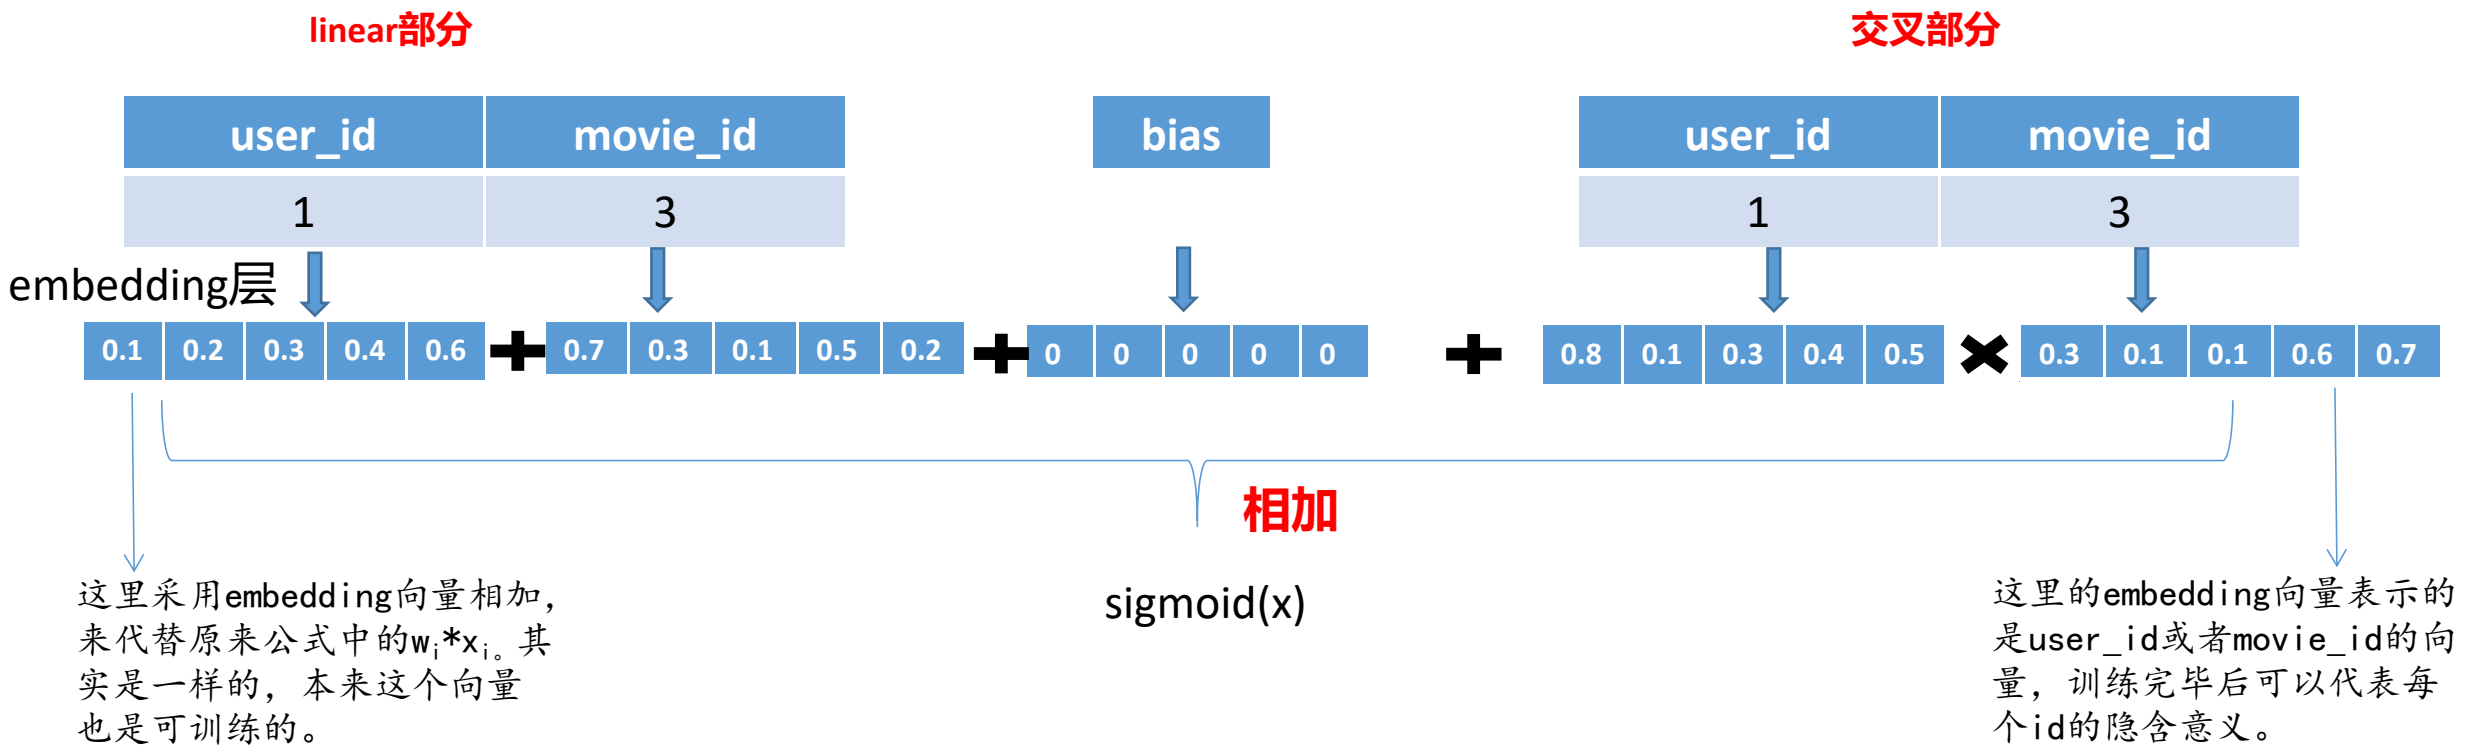 linear部分
交叉部分
user_id movie_id
bias
user_id movie_id
1 3
1 3
embedding层
0.1 0.2 0.3 0.4 0.6 + 0.7 0.3 0.1 0.5 0.2 + 0 0 0 0 0 + 0.8 0.1 0.3 0.4 0.5 × 0.3 0.1 0.1 0.6 0.7
相加
sigmoid(x)
这里采用embedding向量相加，
来代替原来公式中的wi*xi。其
实是一样的，本来这个向量
也是可训练的。
这里的embedding向量表示的
是user_id或者movie_id的向
量，训练完毕后可以代表每
个id的隐含意义。